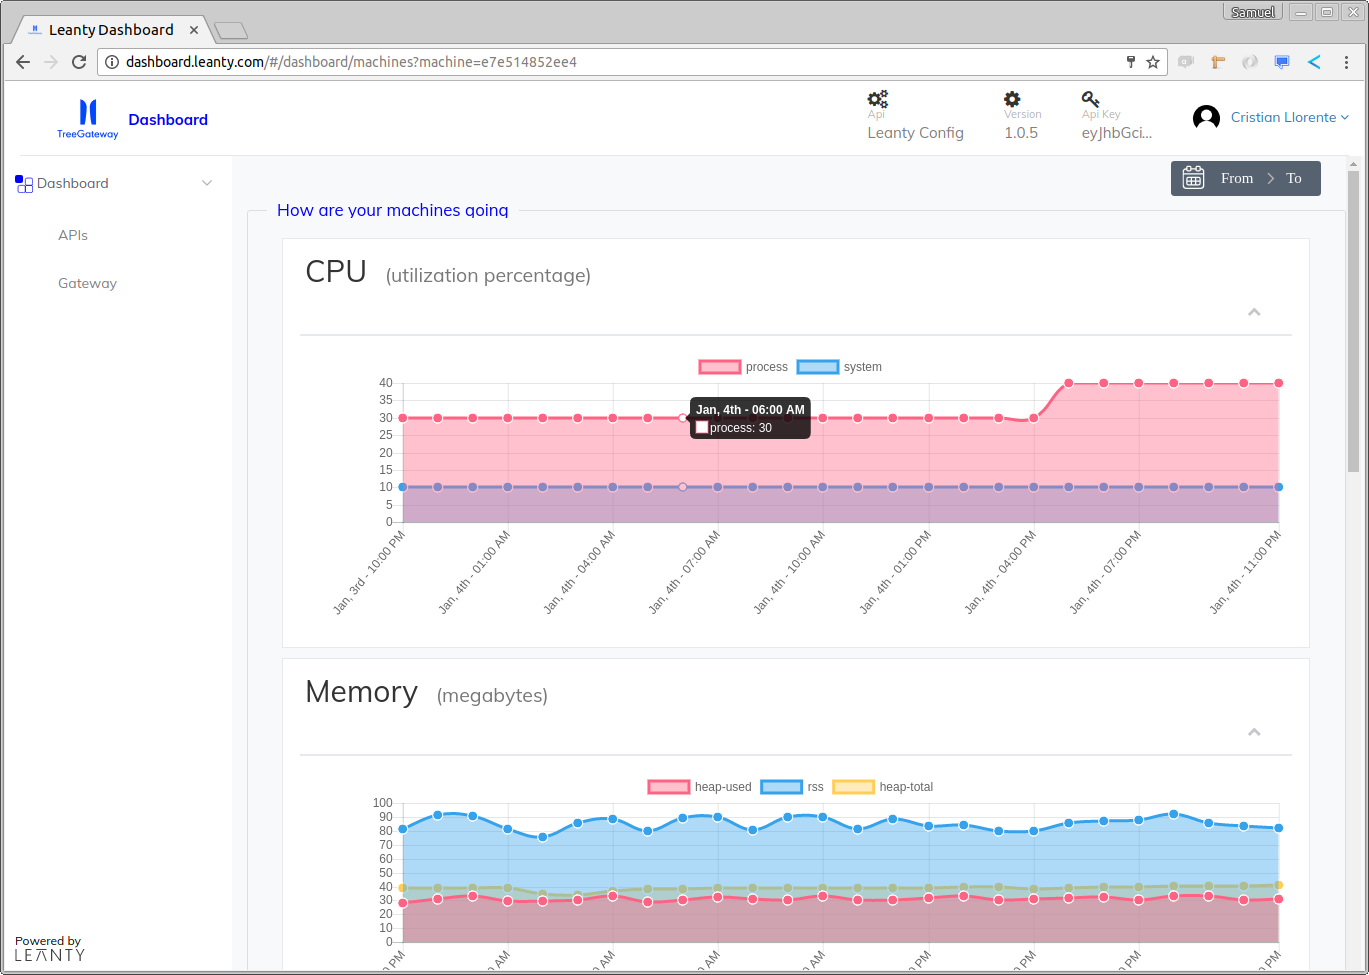 Samuel
Leanty Dashboard
dashboard.leanty.com/#/dashboard/machines?machine=e7e514852ee4
TreeGateway
Dashboard
Api
Leanty Config
Version
1.0.5
Api Key
eyJhbGci...
Cristian Llorente
Dashboard
APIs
Gateway
From
To
How are your machines going
CPU (utilization percentage)
process system
40
35
30
25
20
15
10
5
0
Jan, 4th - 06:00 AM
process: 30
Jan, 3rd - 10:00 PM
Jan, 4th - 01:00 AM
Jan, 4th - 04:00 AM
Jan, 4th - 07:00 AM
Jan, 4th - 10:00 AM
Jan, 4th - 01:00 PM
Jan, 4th - 04:00 PM
Jan, 4th - 07:00 PM
Jan, 4th - 11:00 PM
Memory (megabytes)
heap-used rss heap-total
100
90
80
70
60
50
40
30
20
10
0
PM
AM
AM
AM
AM
PM
PM
PM
PM
Powered by
LEANTY